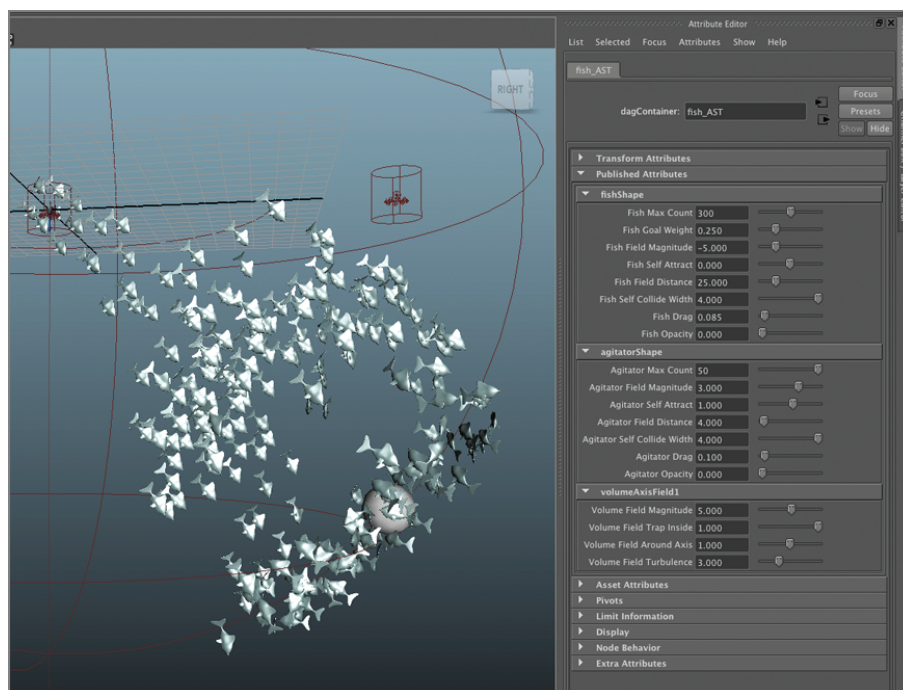 Attribute Editor
List Selected Focus Attributes Show Help
fish_AST
dagContainer: fish_AST
Focus
Presets
Show Hide
RIGHT
Transform Attributes
Published Attributes
fishShape
Fish Max Count 300
Fish Goal Weight 0.250
Fish Field Magnitude -5.000
Fish Self Attract 0.000
Fish Field Distance 25.000
Fish Self Collide Width 4.000
Fish Drag 0.085
Fish Opacity 0.000
agitatorShape
Agitator Max Count 50
Agitator Field Magnitude 3.000
Agitator Self Attract 1.000
Agitator Field Distance 4.000
Agitator Self Collide Width 4.000
Agitator Drag 0.100
Agitator Opacity 0.000
volumeAxisField1
Volume Field Magnitude 5.000
Volume Field Trap Inside 1.000
Volume Field Around Axis 1.000
Volume Field Turbulence 3.000
Asset Attributes
Pivots
Limit Information
Display
Node Behavior
Extra Attributes